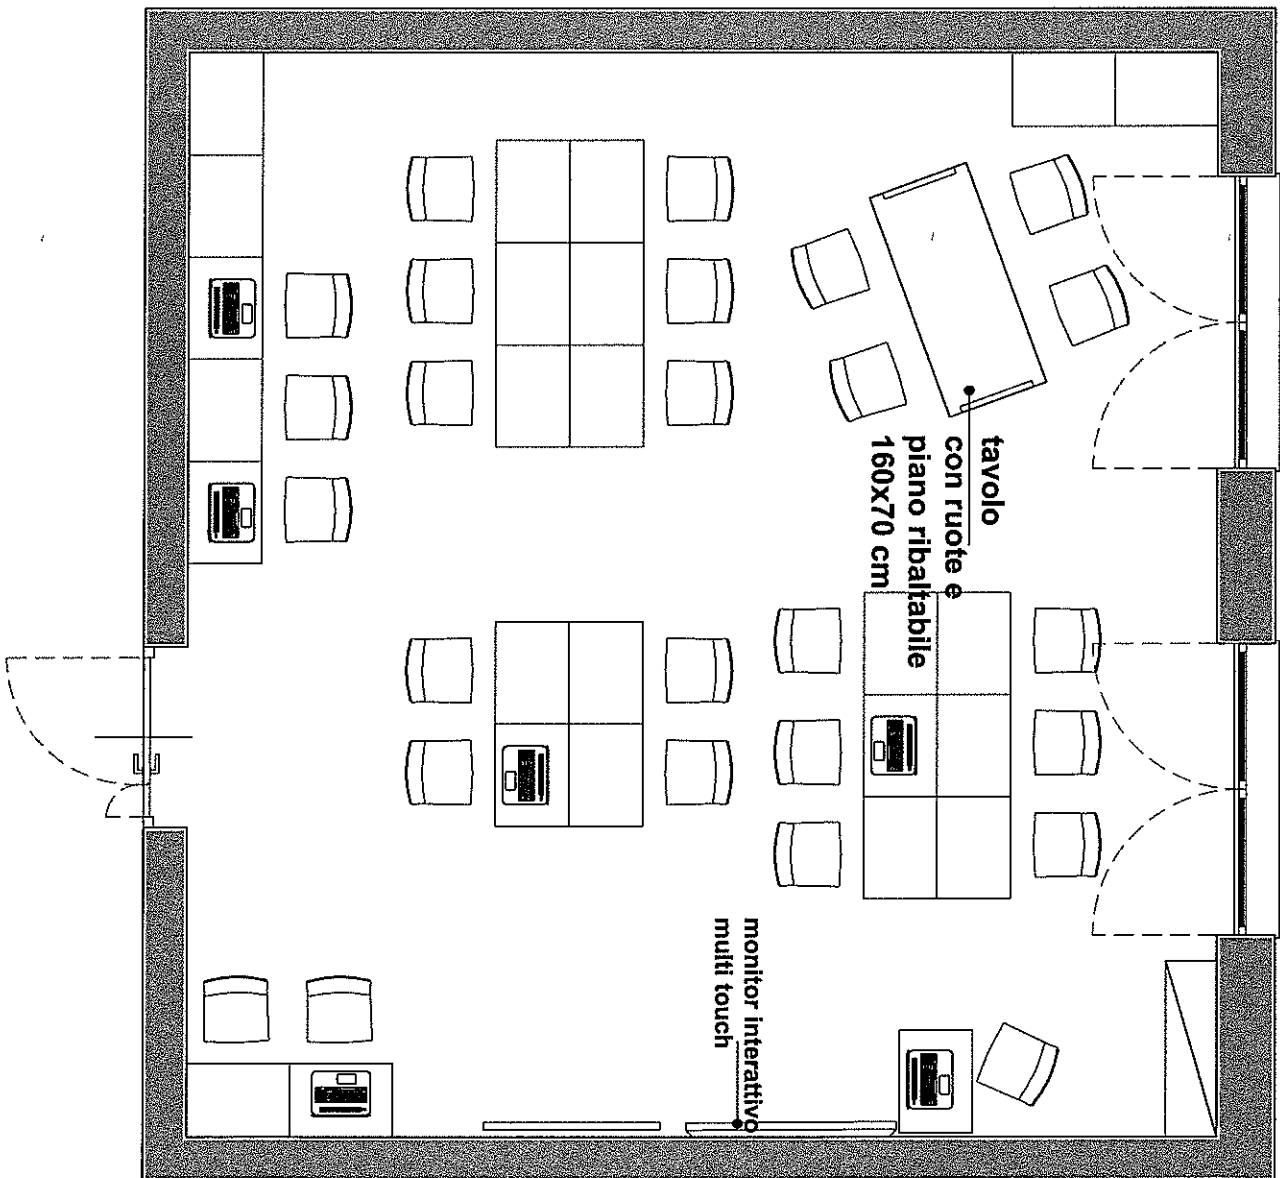 tavolo
con ruote e
piano ribaltabile
160x70 cm
monitor interattivo
multi touch